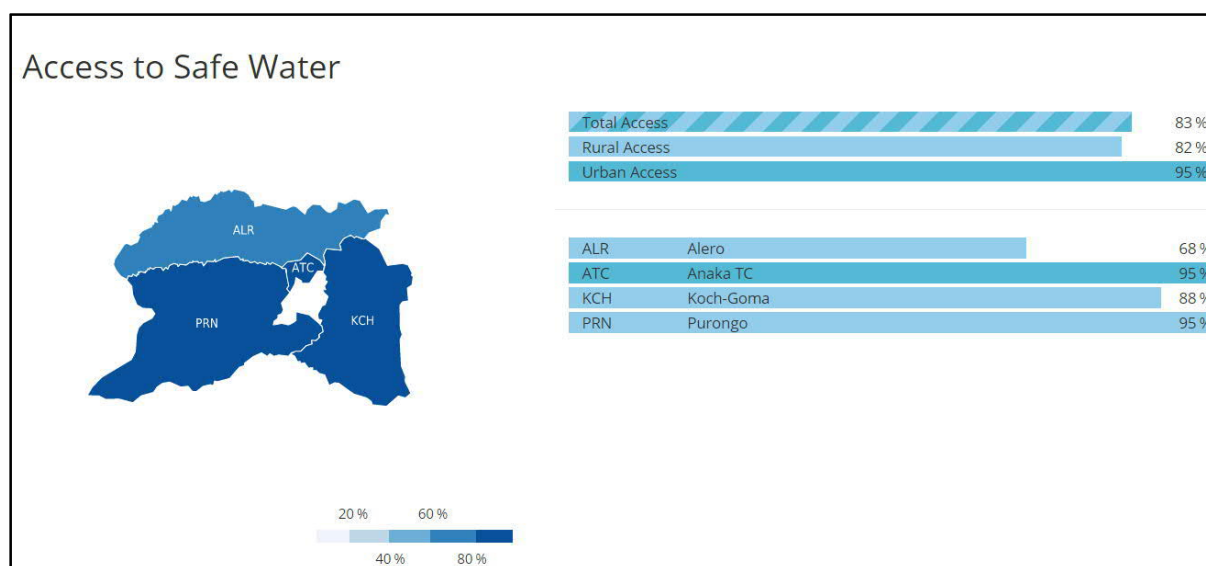 Access to Safe Water
Total Access 83 %
Rural Access 82 %
Urban Access 95 %
ALR Alero 68 %
ATC Anaka TC 95 %
KCH Koch-Goma 88 %
PRN Purongo 95 %
ALR
ATC
PRN
KCH
20 % 60 %
40 % 80 %